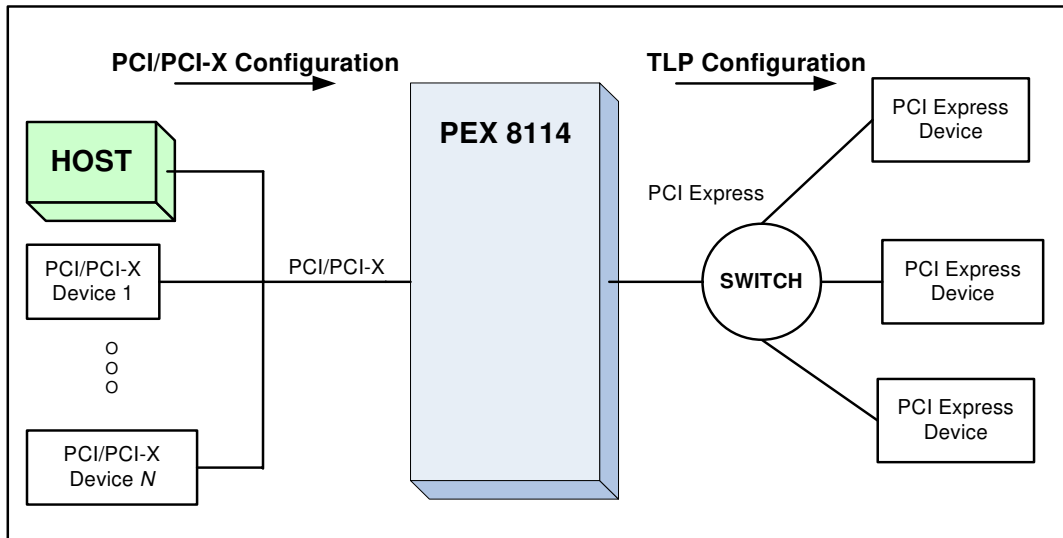 PCI/PCI-X Configuration
TLP Configuration
HOST
PEX 8114
PCI Express
Device
PCI Express
PCI/PCI-X
Device 1
PCI/PCI-X
SWITCH
PCI Express
Device
O
O
O
PCI Express
Device
PCI/PCI-X
Device N